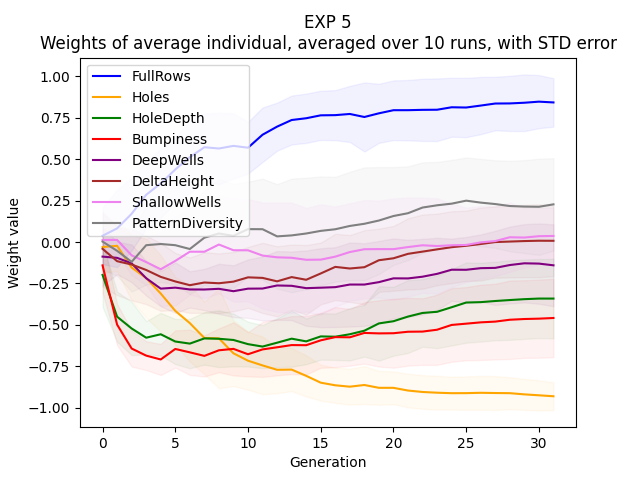 EXP 5
Weights of average individual, averaged over 10 runs, with STD error
1.00
0.75
0.50
0.25
0.00
−0.25
−0.50
−0.75
−1.00
Weight value
FullRows
Holes
HoleDepth
Bumpiness
DeepWells
DeltaHeight
ShallowWells
PatternDiversity
0 5 10 15 20 25 30
Generation